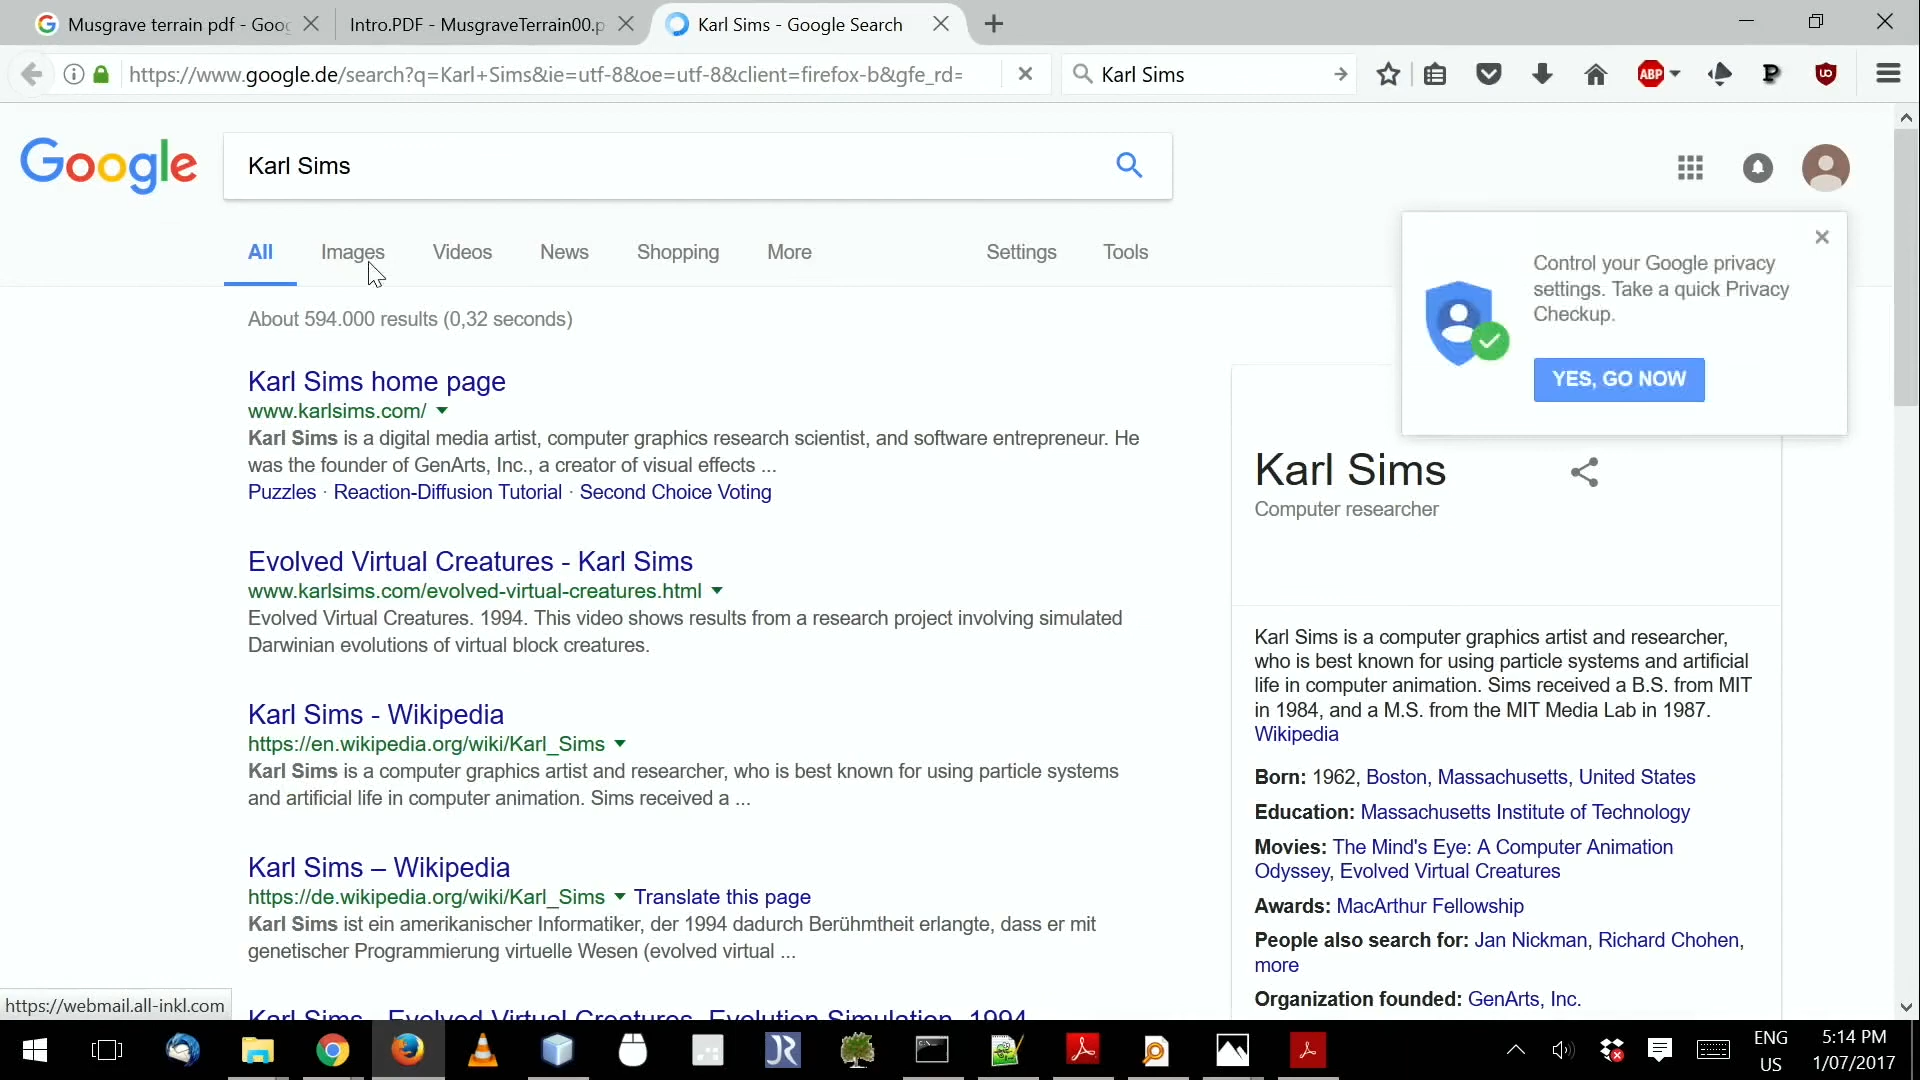 Musgrave terrain pdf - Goog
Intro.PDF - MusgraveTerrain00.p
Karl Sims - Google Search
https://www.google.de/search?q=Karl+Sims&ie=utf-8&oe=utf-8&client=firefox-b&gfe_rd=
Karl Sims
ABP
P
Google
Karl Sims
All Images Videos News Shopping More Settings Tools
Control your Google privacy
settings. Take a quick Privacy
Checkup.
YES, GO NOW
About 594.000 results (0,32 seconds)
Karl Sims home page
www.karlsims.com/
Karl Sims is a digital media artist, computer graphics research scientist, and software entrepreneur. He
was the founder of GenArts, Inc., a creator of visual effects ...
Puzzles · Reaction-Diffusion Tutorial · Second Choice Voting
Evolved Virtual Creatures - Karl Sims
www.karlsims.com/evolved-virtual-creatures.html
Evolved Virtual Creatures. 1994. This video shows results from a research project involving simulated
Darwinian evolutions of virtual block creatures.
Karl Sims - Wikipedia
https://en.wikipedia.org/wiki/Karl_Sims
Karl Sims is a computer graphics artist and researcher, who is best known for using particle systems
and artificial life in computer animation. Sims received a ...
Karl Sims – Wikipedia
https://de.wikipedia.org/wiki/Karl_Sims Translate this page
Karl Sims ist ein amerikanischer Informatiker, der 1994 dadurch Berühmtheit erlangte, dass er mit
genetischer Programmierung virtuelle Wesen (evolved virtual ...
Karl Sims - Evolved Virtual Creatures, Evolution Simulation, 1994
Karl Sims
Computer researcher
Karl Sims is a computer graphics artist and researcher,
who is best known for using particle systems and artificial
life in computer animation. Sims received a B.S. from MIT
in 1984, and a M.S. from the MIT Media Lab in 1987.
Wikipedia
Born: 1962, Boston, Massachusetts, United States
Education: Massachusetts Institute of Technology
Movies: The Mind's Eye: A Computer Animation
Odyssey, Evolved Virtual Creatures
Awards: MacArthur Fellowship
People also search for: Jan Nickman, Richard Chohen,
more
Organization founded: GenArts, Inc.
https://webmail.all-inkl.com
ENG
US
5:14 PM
1/07/2017